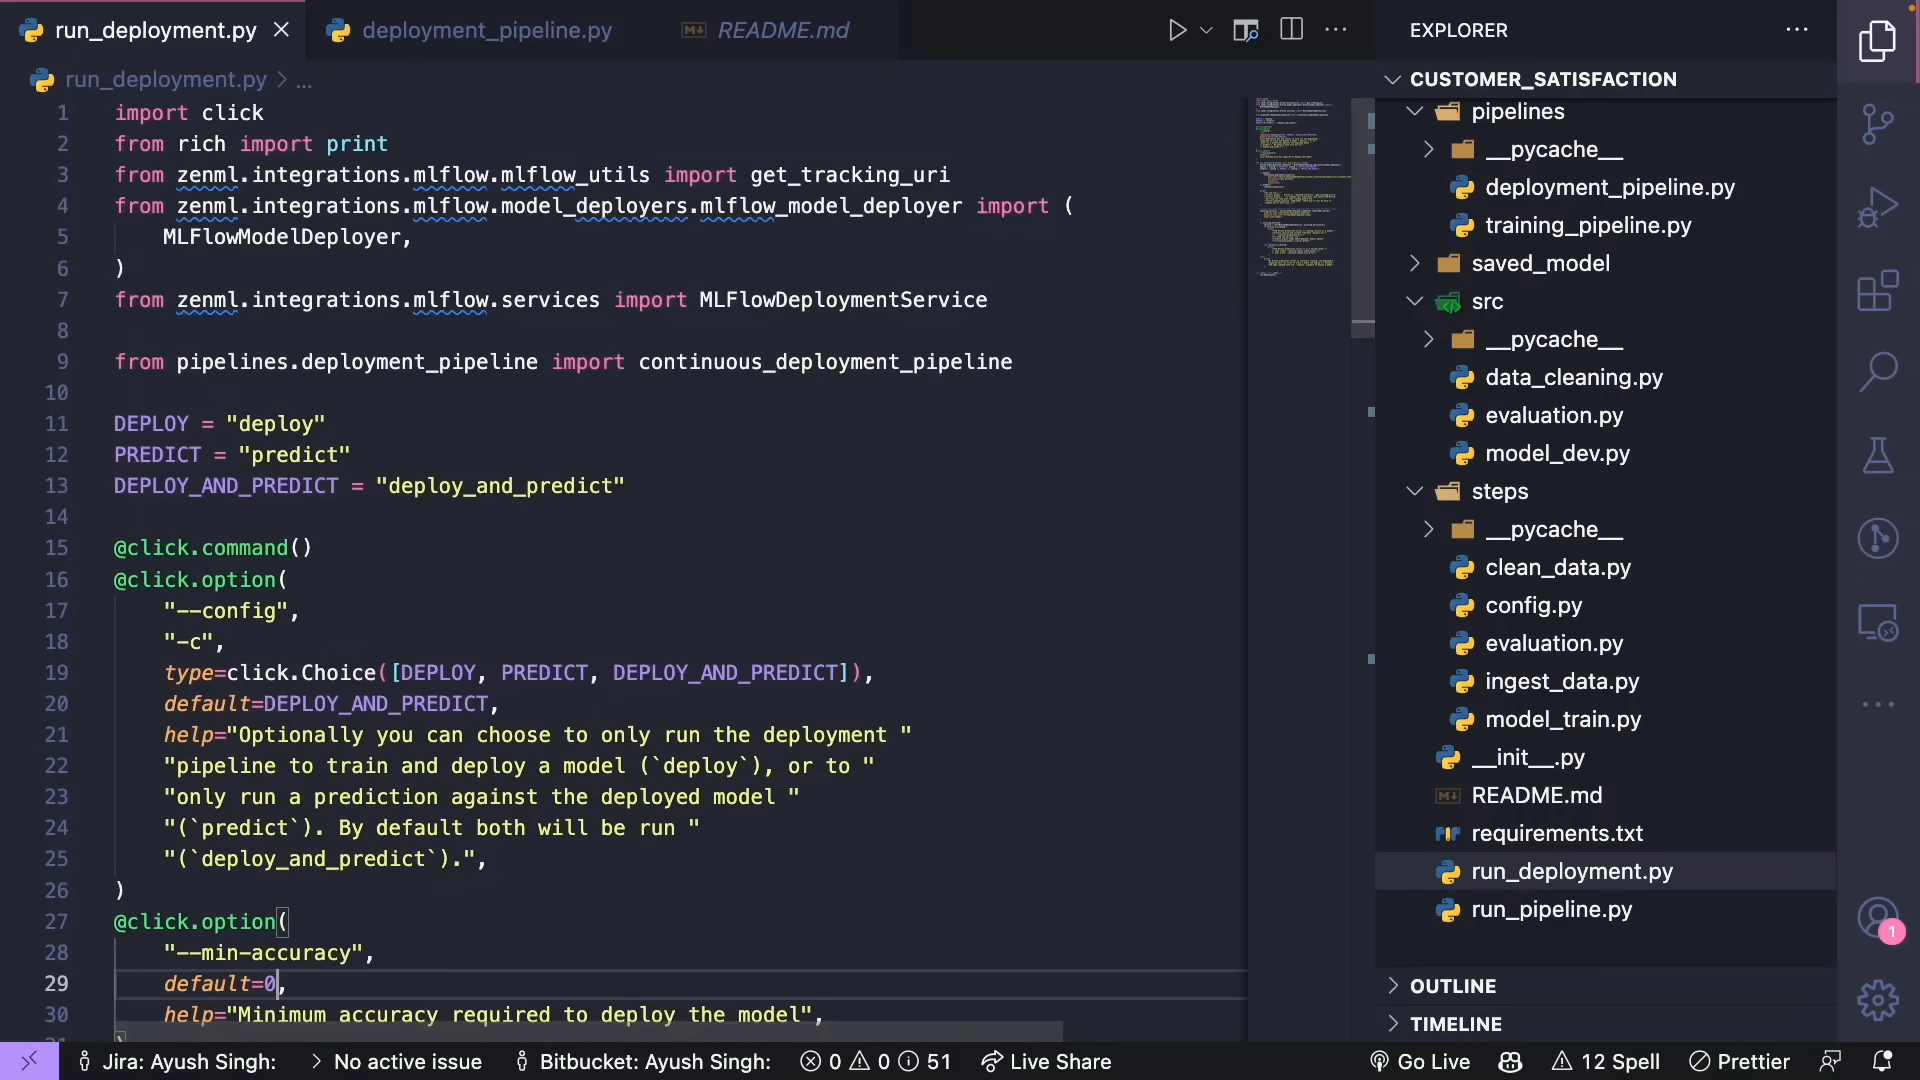 run_deployment.py
deployment_pipeline.py
README.md
run_deployment.py > ...
1 import click
2 from rich import print
3 from zenml.integrations.mlflow.mlflow_utils import get_tracking_uri
4 from zenml.integrations.mlflow.model_deployers.mlflow_model_deployer import (
5 MLFlowModelDeployer,
6 )
7 from zenml.integrations.mlflow.services import MLFlowDeploymentService
8
9 from pipelines.deployment_pipeline import continuous_deployment_pipeline
10
11 DEPLOY = "deploy"
12 PREDICT = "predict"
13 DEPLOY_AND_PREDICT = "deploy_and_predict"
14
15 @click.command()
16 @click.option(
17 "--config",
18 "-c",
19 type=click.Choice([DEPLOY, PREDICT, DEPLOY_AND_PREDICT]),
20 default=DEPLOY_AND_PREDICT,
21 help="Optionally you can choose to only run the deployment "
22 "pipeline to train and deploy a model (`deploy`), or to "
23 "only run a prediction against the deployed model "
24 "(`predict`). By default both will be run "
25 "(`deploy_and_predict`).",
26 )
27 @click.option(
28 "--min-accuracy",
29 default=0,
30 help="Minimum accuracy required to deploy the model",
EXPLORER
CUSTOMER_SATISFACTION
pipelines
__pycache__
deployment_pipeline.py
training_pipeline.py
saved_model
src
__pycache__
data_cleaning.py
evaluation.py
model_dev.py
steps
__pycache__
clean_data.py
config.py
evaluation.py
ingest_data.py
model_train.py
__init__.py
README.md
requirements.txt
run_deployment.py
run_pipeline.py
OUTLINE
TIMELINE
1
Jira: Ayush Singh: > No active issue Bitbucket: Ayush Singh: 0 0 51 Live Share Go Live 12 Spell Prettier